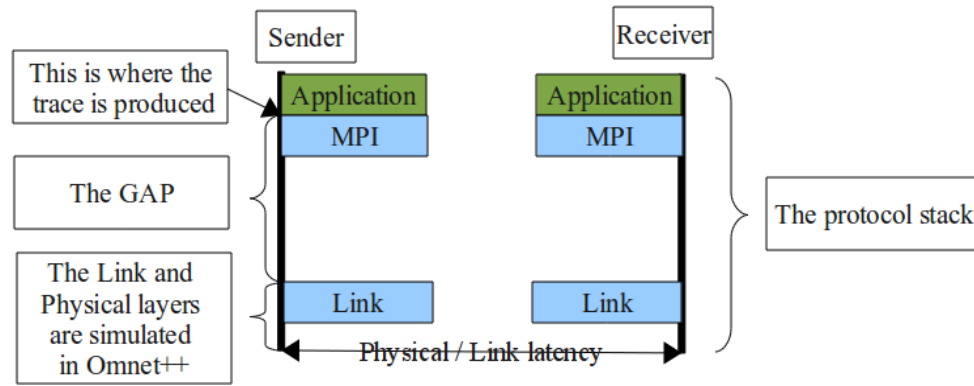 Sender
Receiver
This is where the
trace is produced
Application
Application
MPI
MPI
The GAP
The protocol stack
The Link and
Physical layers
are simulated
in Omnet++
Link
Link
Physical / Link latency